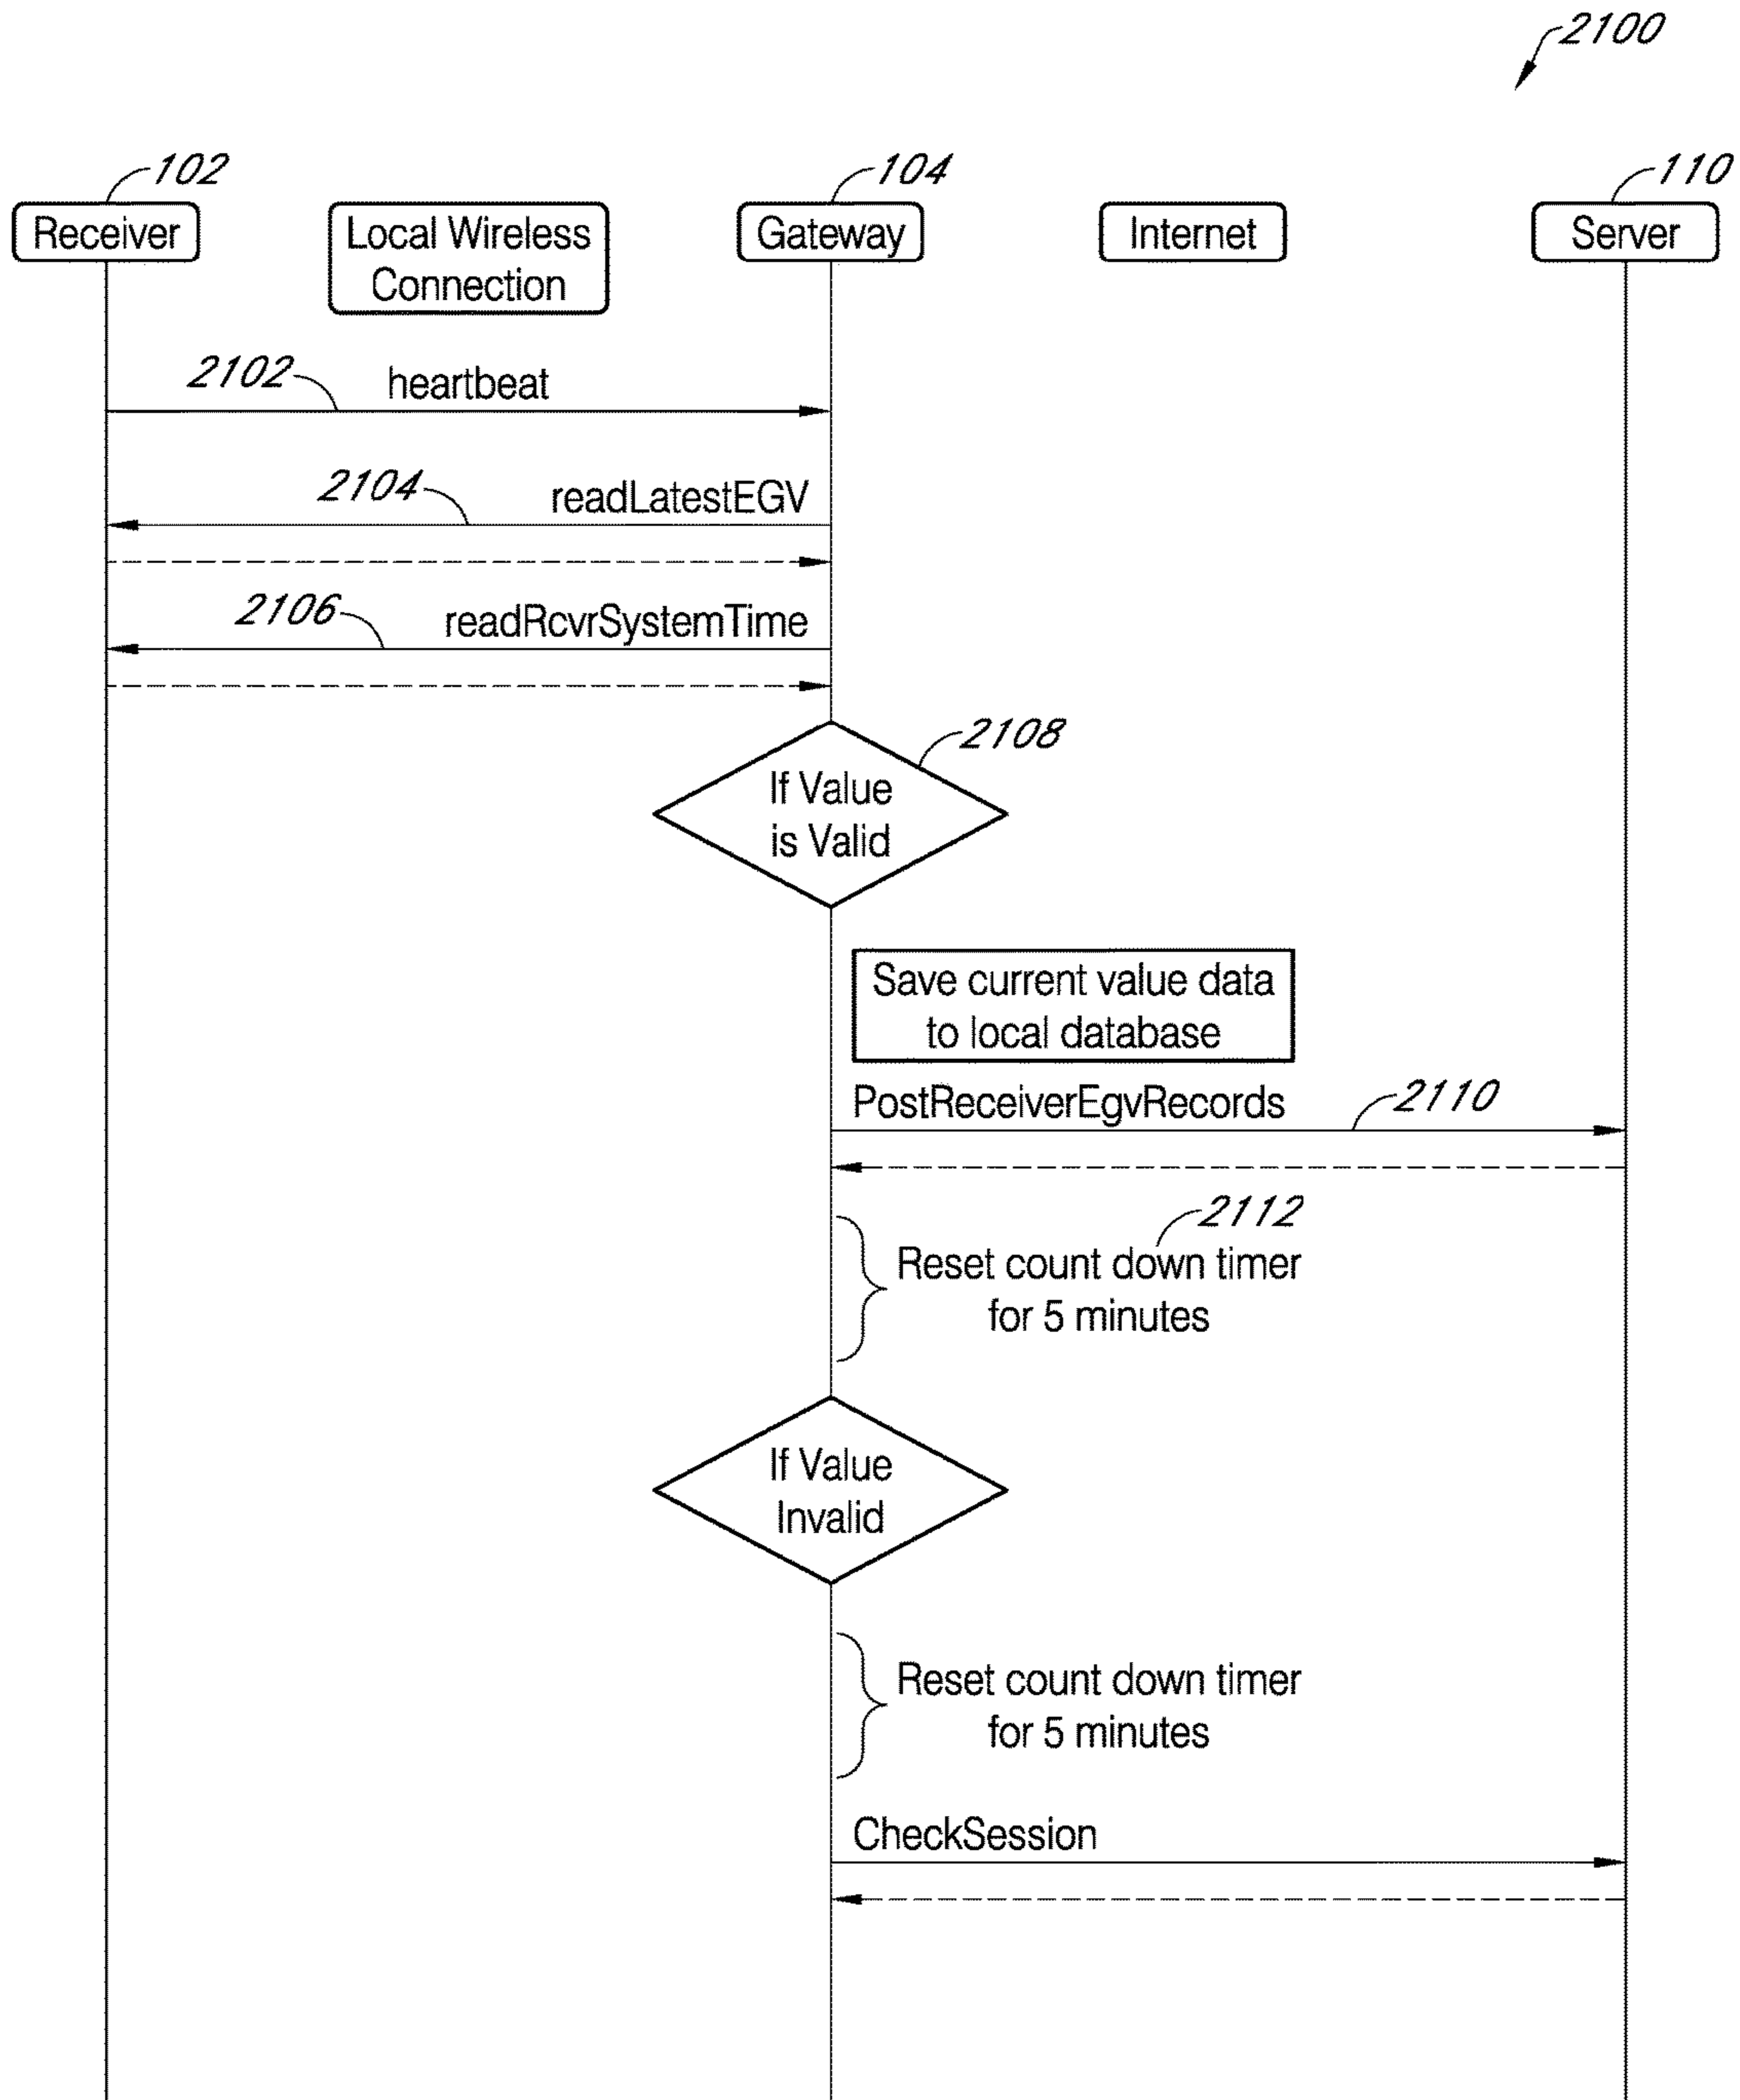 2100
102
104
110
Receiver
Local Wireless
Connection
Gateway
Internet
Server
2102
heartbeat
2104
readLatestEGV
2106
readRcvrSystemTime
2108
If Value
is Valid
Save current value data
to local database
PostReceiverEgvRecords
2110
2112
Reset count down timer
for 5 minutes
If Value
Invalid
Reset count down timer
for 5 minutes
CheckSession